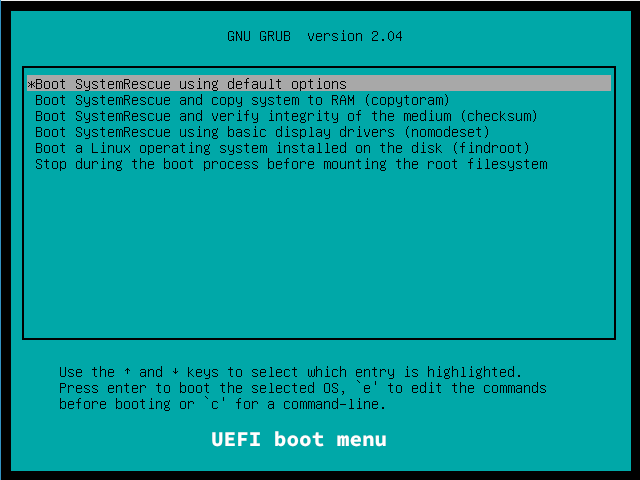 GNU GRUB  version 2.04
*Boot SystemRescue using default options
Boot SystemRescue and copy system to RAM (copytoram)
Boot SystemRescue and verify integrity of the medium (checksum)
Boot SystemRescue using basic display drivers (nomodeset)
Boot a Linux operating system installed on the disk (findroot)
Stop during the boot process before mounting the root filesystem
Use the ↑ and ↓ keys to select which entry is highlighted.
Press enter to boot the selected OS, `e' to edit the commands
before booting or `c' for a command-line.
UEFI boot menu